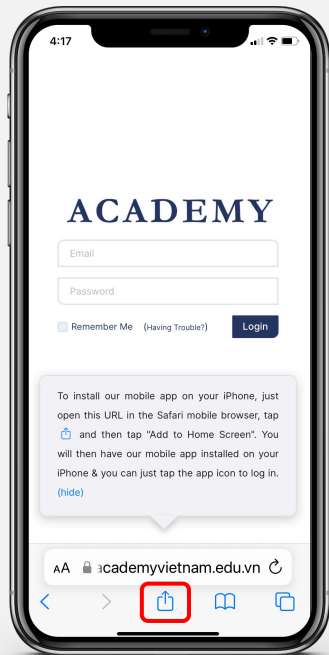 4:17
ACADEMY
Email
Password
Remember Me (Having Trouble?) Login
To install our mobile app on your iPhone, just
open this URL in the Safari mobile browser, tap
and then tap "Add to Home Screen". You
will then have our mobile app installed on your
iPhone & you can just tap the app icon to log in.
(hide)
AA academyvietnam.edu.vn